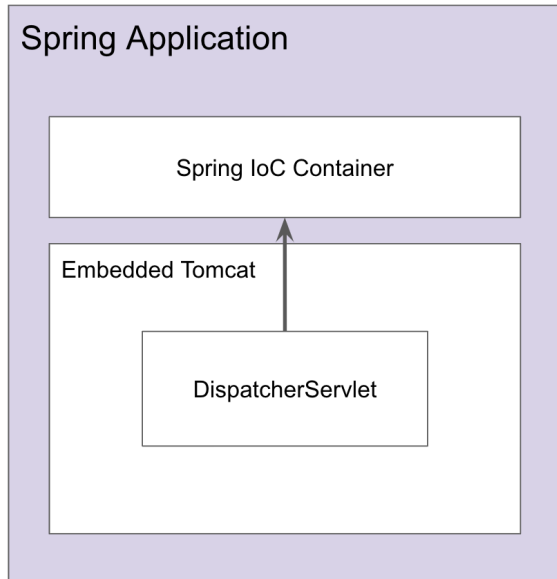 Spring Application
Spring IoC Container
Embedded Tomcat
DispatcherServlet